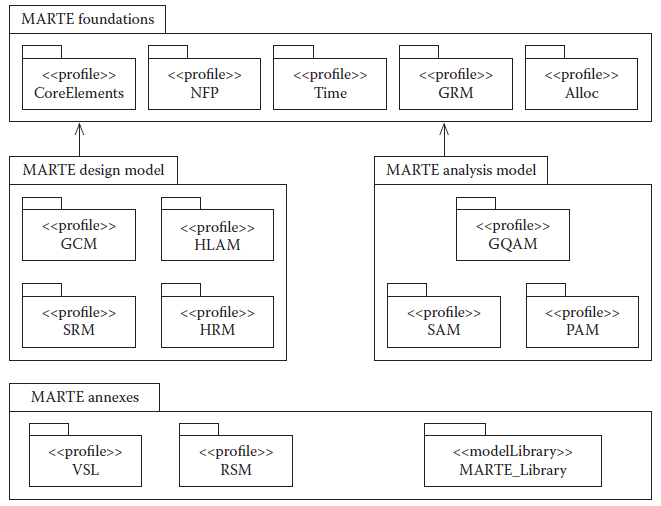 MARTE foundations
<<profile>>
CoreElements
<<profile>>
NFP
<<profile>>
Time
<<profile>>
GRM
<<profile>>
Alloc
MARTE design model
<<profile>>
GCM
<<profile>>
HLAM
<<profile>>
SRM
<<profile>>
HRM
MARTE analysis model
<<profile>>
GQAM
<<profile>>
SAM
<<profile>>
PAM
MARTE annexes
<<profile>>
VSL
<<profile>>
RSM
<<modelLibrary>>
MARTE_Library